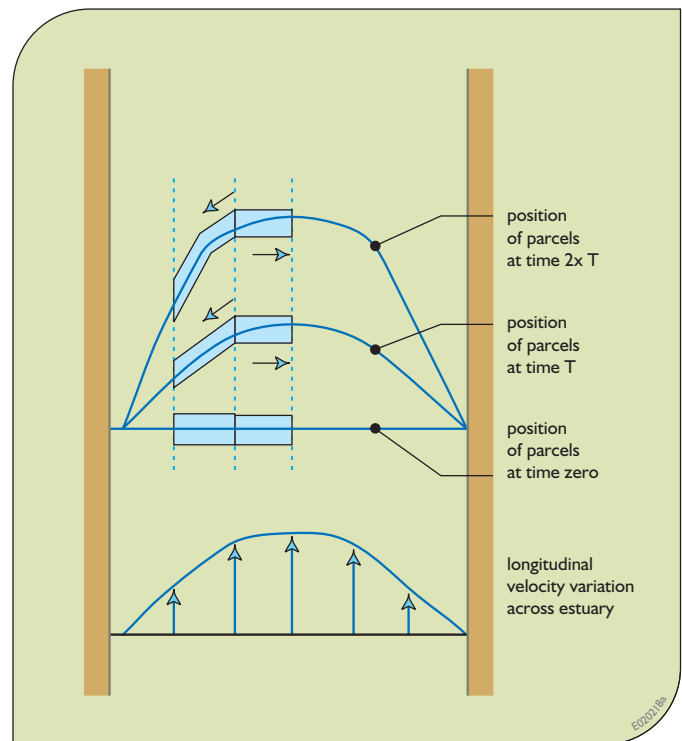 position
of parcels
at time 2x T
position
of parcels
at time T
position
of parcels
at time zero
longitudinal
velocity variation
across estuary
E020218a